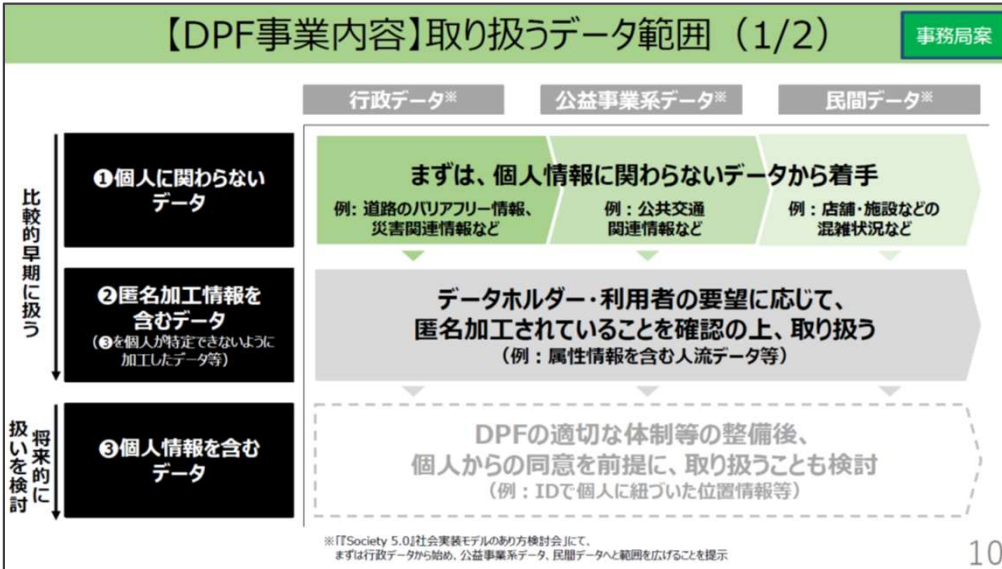 【DPF事業内容】取り扱うデータ範囲（1/2）
事務局案
行政データ※
公益事業系データ※
民間データ※
比較的早期に扱う
❶個人に関わらない
データ
まずは、個人情報に関わらないデータから着手
例：道路のバリアフリー情報、
災害関連情報など
例：公共交通
関連情報など
例：店舗・施設などの
混雑状況など
❷匿名加工情報を
含むデータ
(❸を個人が特定できないように
加工したデータ等)
データホルダー・利用者の要望に応じて、
匿名加工されていることを確認の上、取り扱う
（例：属性情報を含む人流データ等）
将来的に
扱いを検討
❸個人情報を含む
データ
DPFの適切な体制等の整備後、
個人からの同意を前提に、取り扱うことも検討
（例：IDで個人に紐づいた位置情報等）
※「『Society 5.0』社会実装モデルのあり方検討会」にて、
まずは行政データから始め、公益事業系データ、民間データへと範囲を広げることを提示
10